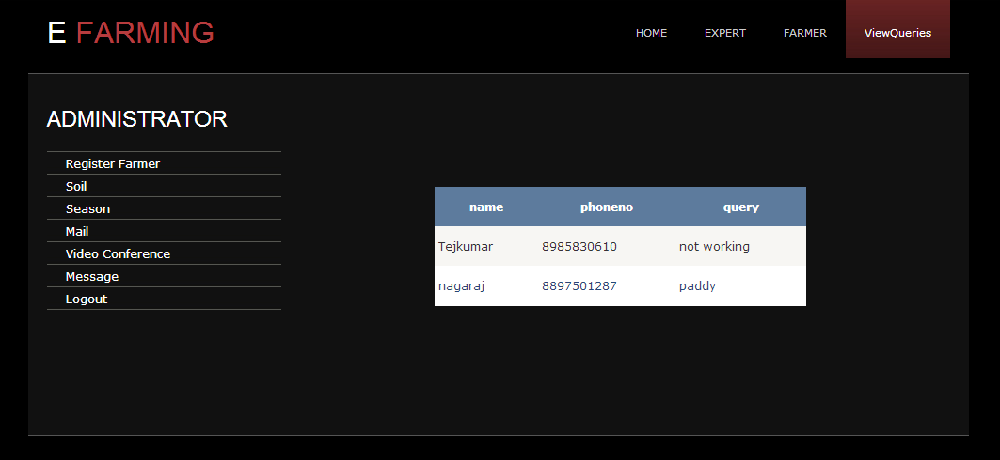 E FARMING
HOME EXPERT FARMER ViewQueries
ADMINISTRATOR
Register Farmer
Soil
Season
Mail
Video Conference
Message
Logout
name phoneno query
Tejkumar 8985830610 not working
nagaraj 8897501287 paddy